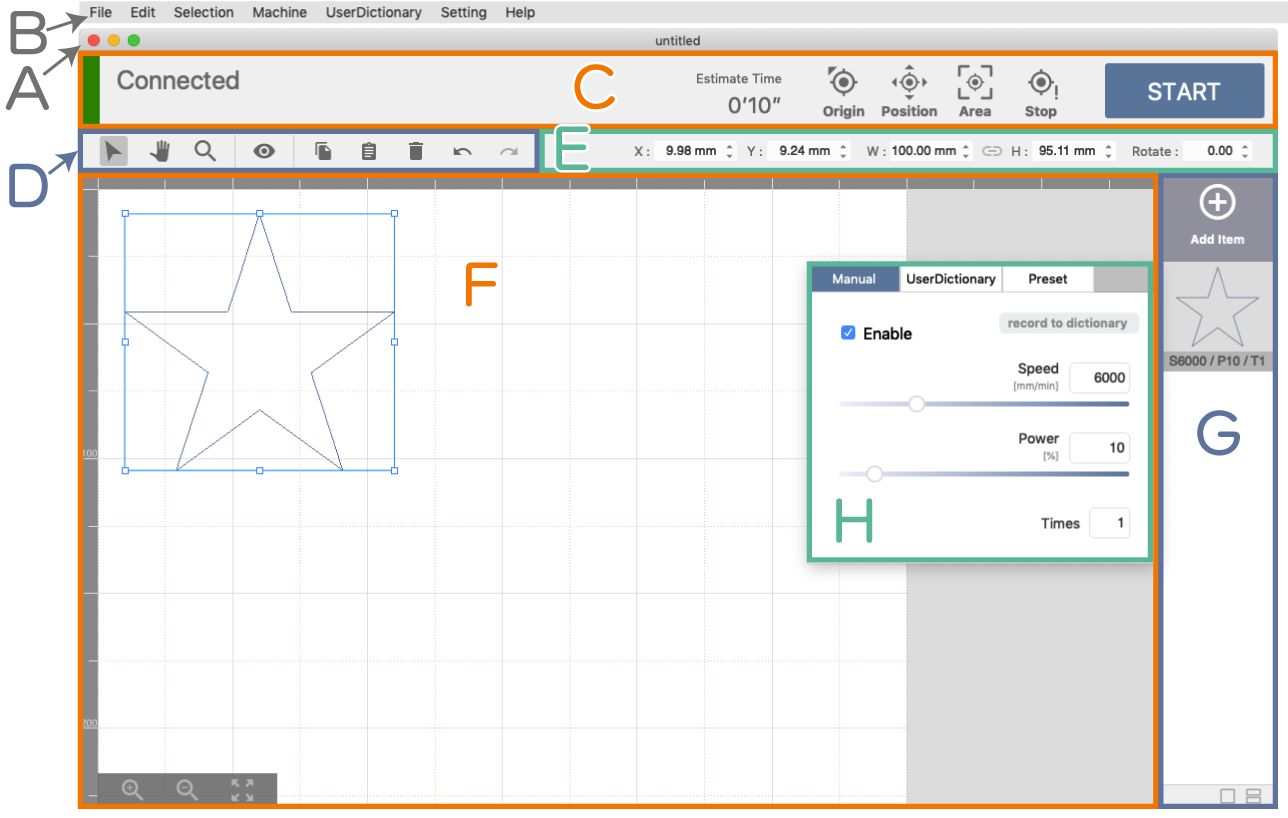 B
File Edit Selection Machine UserDictionary Setting Help
A
untitled
Connected
C
Estimate Time
0'10"
Origin Position Area Stop
START
D
E
X : 9.98 mm Y : 9.24 mm W : 100.00 mm H : 95.11 mm Rotate : 0.00
F
100
200
Manual UserDictionary Preset
Enable
record to dictionary
Speed
[mm/min]
6000
Power
[%]
10
H
Times 1
Add Item
S6000 / P10 / T1
G